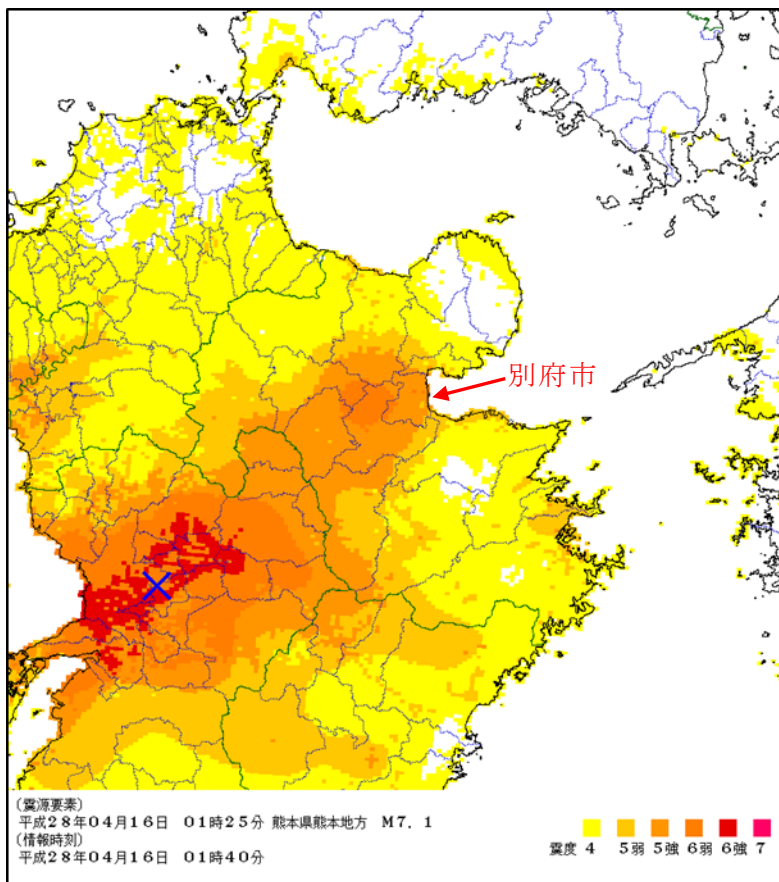 別府市
(震源要素)
平成28年04月16日 01時25分 熊本県熊本地方 M7.1
(情報時刻)
平成28年04月16日 01時40分
震度 4 5弱 5強 6弱 6強 7